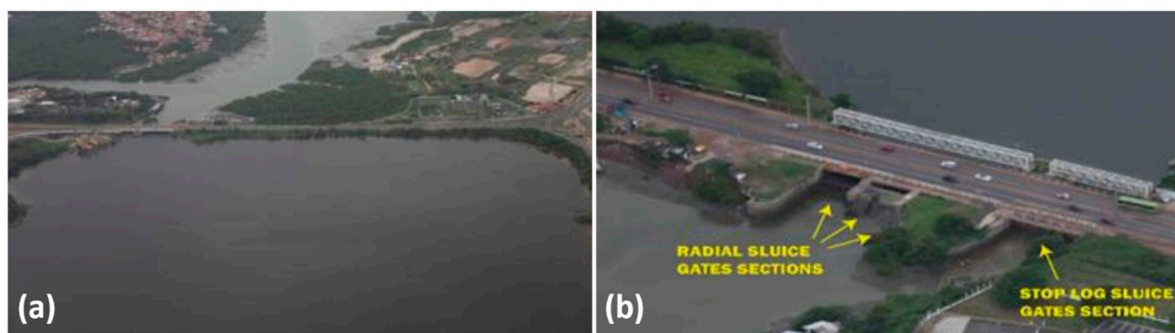 (a)
(b)
RADIAL SLUICE
GATES SECTIONS
STOP LOG SLUICE
GATES SECTION